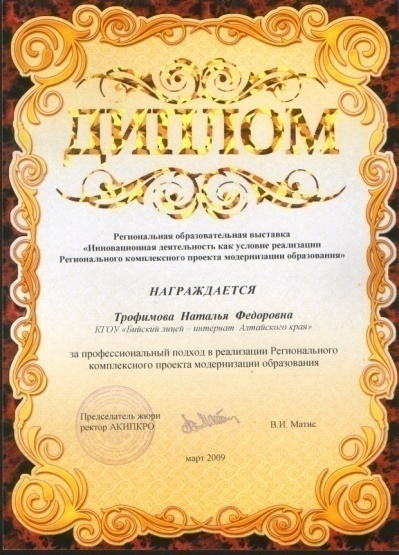 ДИПЛОМ
Региональная образовательная выставка
«Инновационная деятельность как условие реализации
Регионального комплексного проекта модернизации образования»
НАГРАЖДАЕТСЯ
Трофимова Наталья Федоровна
КГОУ «Бийский лицей – интернат Алтайского края»
за профессиональный подход в реализации Регионального
комплексного проекта модернизации образования
Председатель жюри
ректор АКИПКРО
В.И. Матис
март 2009